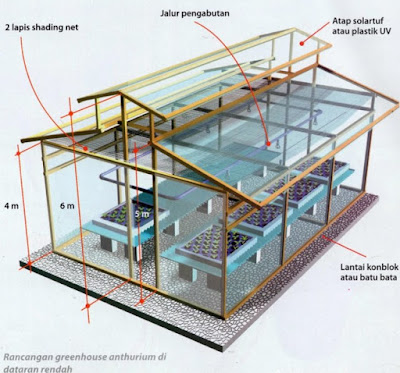 Jalur pengabutan
Atap solartuf
atau plastik UV
2 lapis shading net
4 m
6 m
5 m
Lantai konblok
atau batu bata
Rancangan greenhouse anthurium di
dataran rendah